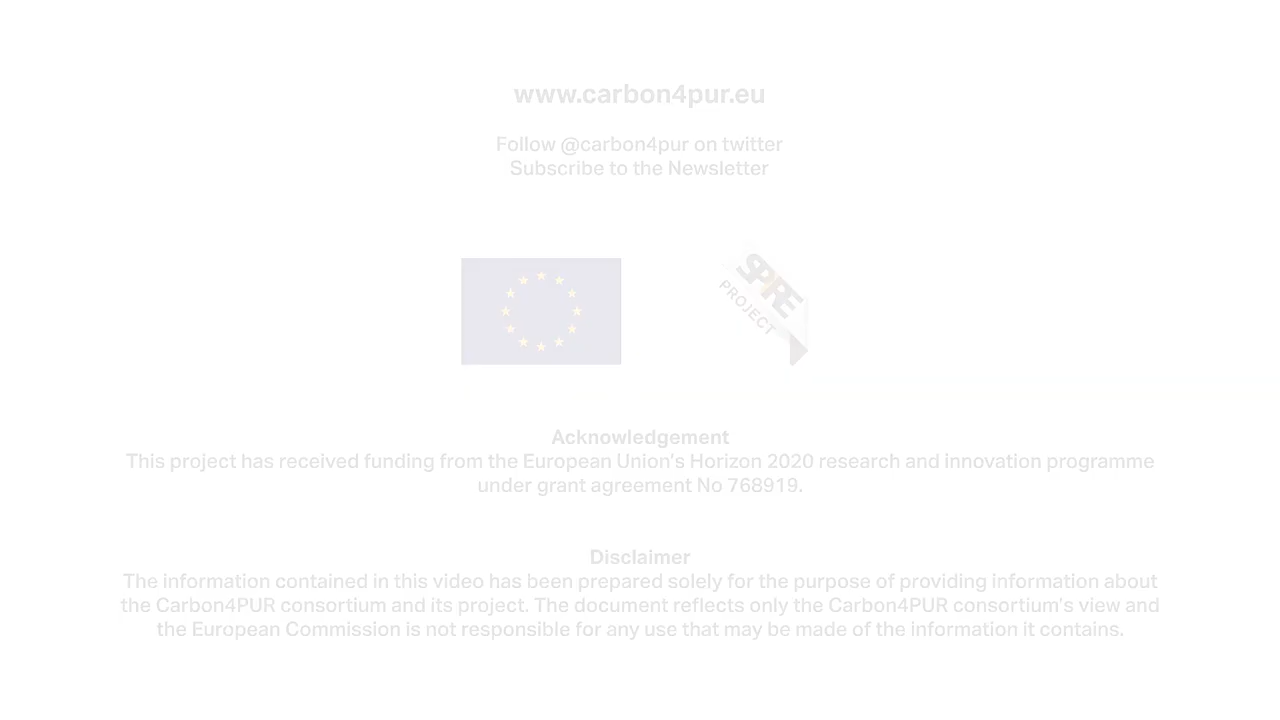 www.carbon4pur.eu
Follow @carbon4pur on twitter
Subscribe to the Newsletter
SPIRE
PROJECT
Acknowledgement
This project has received funding from the European Union's Horizon 2020 research and innovation programme
under grant agreement No 768919.
Disclaimer
The information contained in this video has been prepared solely for the purpose of providing information about
the Carbon4PUR consortium and its project. The document reflects only the Carbon4PUR consortium's view and
the European Commission is not responsible for any use that may be made of the information it contains.